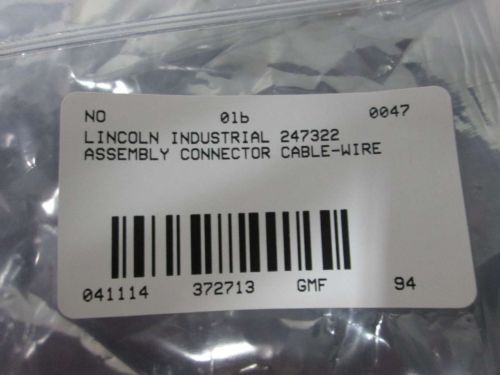 NO 01b 0047
LINCOLN INDUSTRIAL 247322
ASSEMBLY CONNECTOR CABLE-WIRE
041114 372713 GMF 94